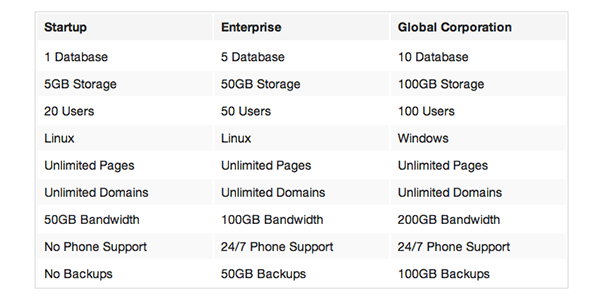 Startup Enterprise Global Corporation
1 Database 5 Database 10 Database
5GB Storage 50GB Storage 100GB Storage
20 Users 50 Users 100 Users
Linux Linux Windows
Unlimited Pages Unlimited Pages Unlimited Pages
Unlimited Domains Unlimited Domains Unlimited Domains
50GB Bandwidth 100GB Bandwidth 200GB Bandwidth
No Phone Support 24/7 Phone Support 24/7 Phone Support
No Backups 50GB Backups 100GB Backups